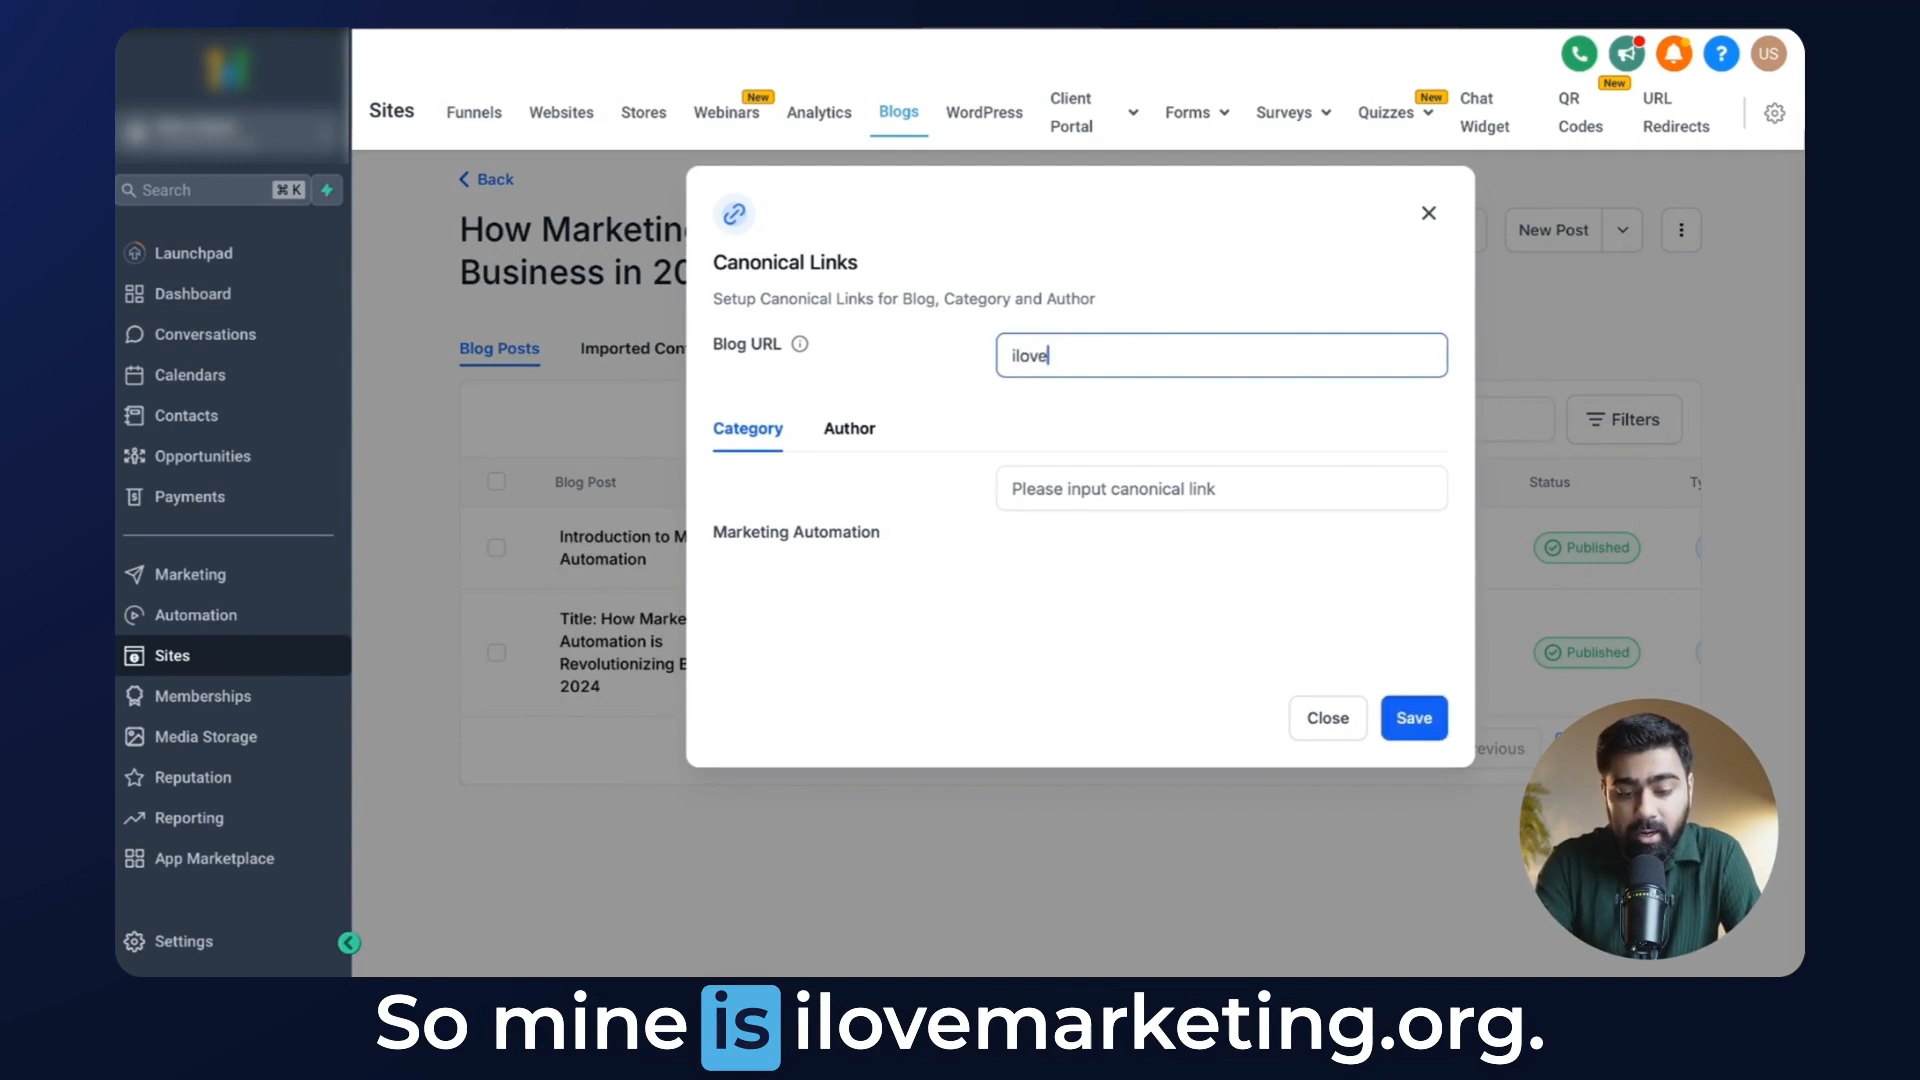 US
Sites
Funnels
Websites
Stores
Webinars
New
Analytics
Blogs
WordPress
Client
Portal
Forms
Surveys
Quizzes
New
Chat
Widget
New
QR
Codes
URL
Redirects
Search
⌘ K
Launchpad
Dashboard
Conversations
Calendars
Contacts
Opportunities
Payments
Marketing
Automation
Sites
Memberships
Media Storage
Reputation
Reporting
App Marketplace
Settings
Back
How Marketin
Business in 20
New Post
Blog Posts
Imported Con
Filters
Blog Post
Status
Ty
Introduction to M
Automation
Published
Title: How Marke
Automation is
Revolutionizing B
2024
Published
evious
Canonical Links
Setup Canonical Links for Blog, Category and Author
Blog URL
ilove
Category
Author
Please input canonical link
Marketing Automation
Close
Save
So mine is ilovemarketing.org.